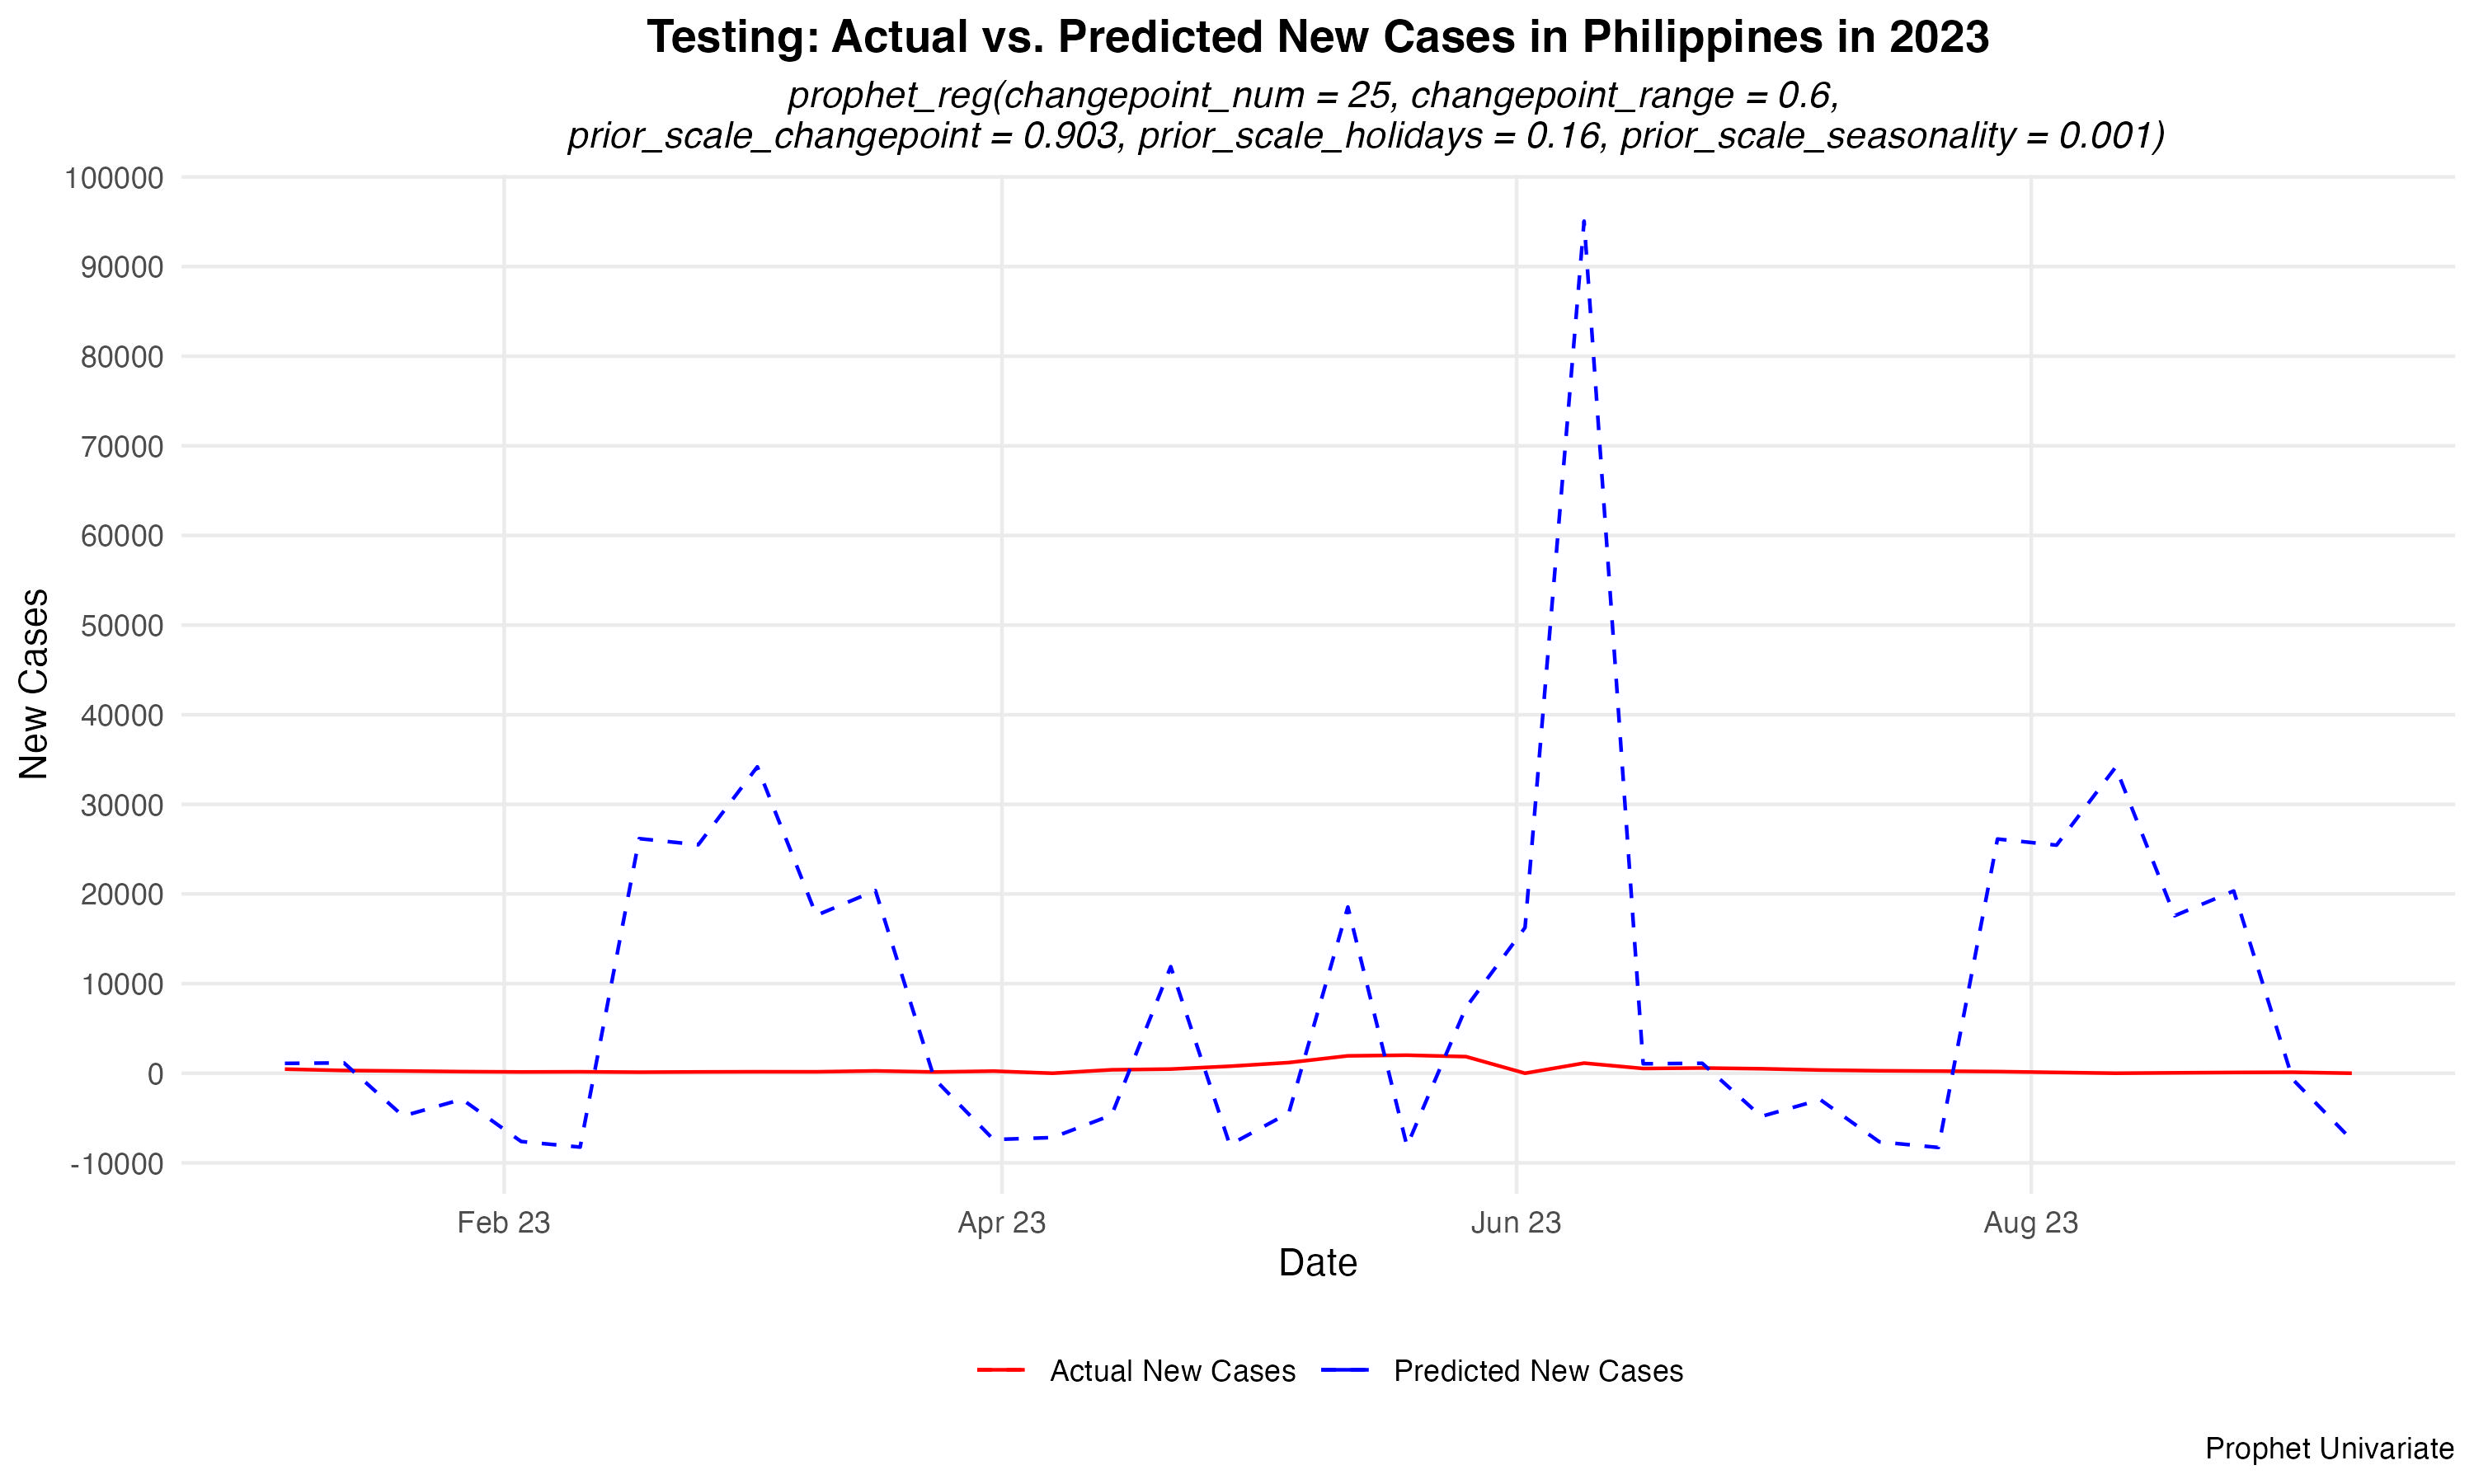 Testing: Actual vs. Predicted New Cases in Philippines in 2023
prophet_reg(changepoint_num = 25, changepoint_range = 0.6,
prior_scale_changepoint = 0.903, prior_scale_holidays = 0.16, prior_scale_seasonality = 0.001)
100000
90000
80000
70000
60000
50000
40000
30000
20000
10000
0
-10000
New Cases
Feb 23
Apr 23
Jun 23
Aug 23
Date
Actual New Cases
Predicted New Cases
Prophet Univariate